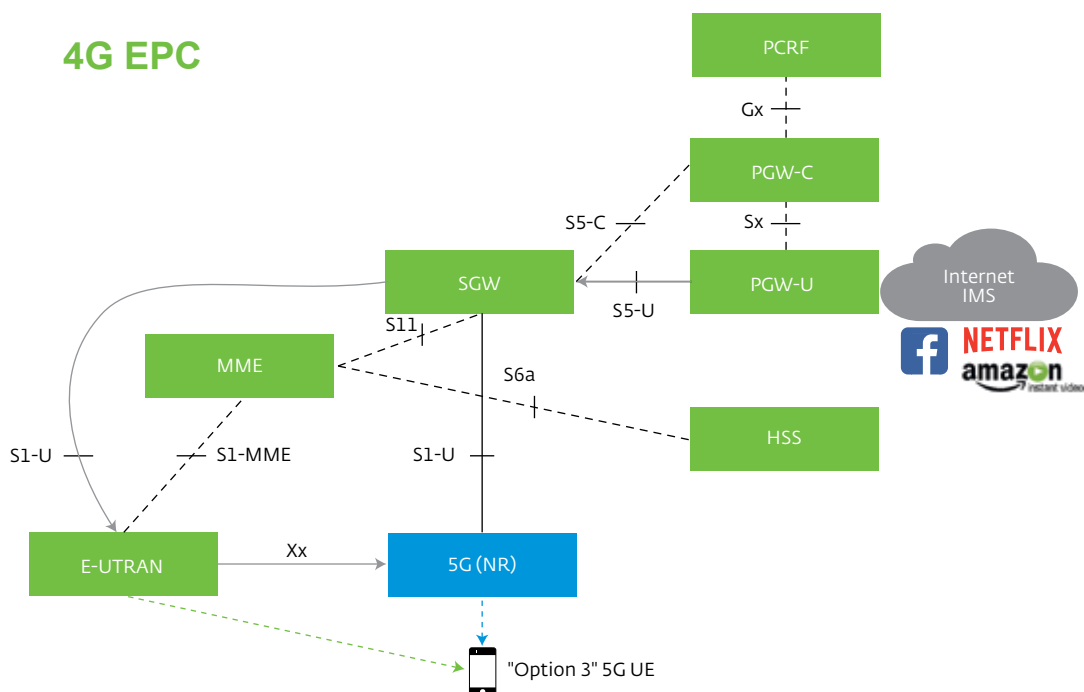 4G EPC
PCRF
Gx
PGW-C
S5-C
Sx
SGW
PGW-U
Internet
IMS
S5-U
S11
MME
NETFLIX
amazon
instant video
S6a
HSS
S1-U
S1-MME
S1-U
E-UTRAN
Xx
5G (NR)
"Option 3" 5G UE